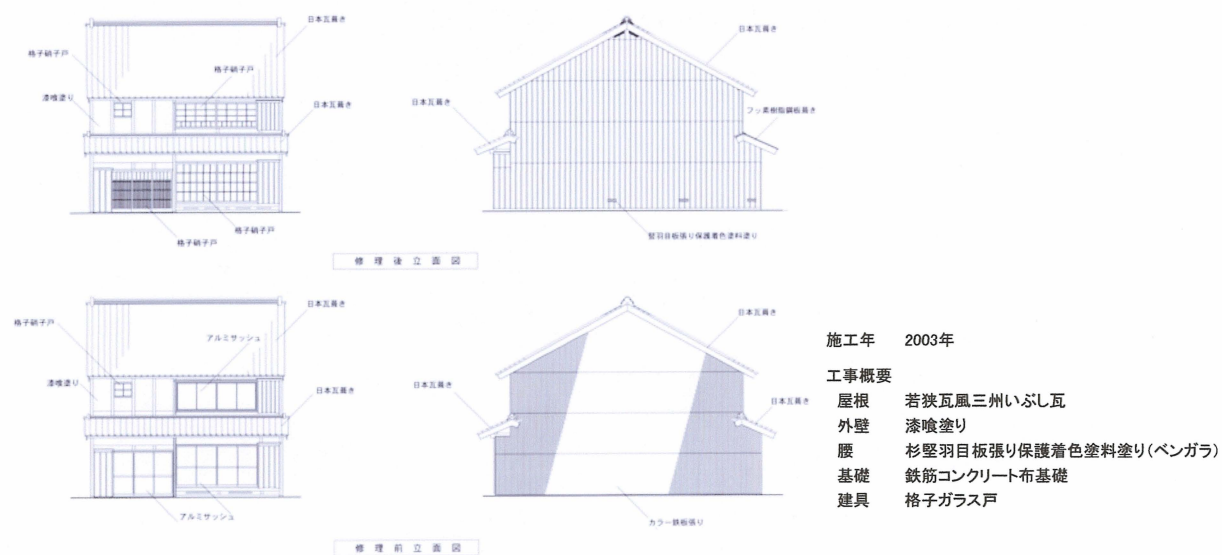 日本瓦葺き
格子硝子戸
格子硝子戸
漆喰塗り
日本瓦葺き
格子硝子戸
格子硝子戸
日本瓦葺き
日本瓦葺き
フッ素樹脂鋼板葺き
竪羽目板張り保護着色塗料塗り
修理後立面図
日本瓦葺き
格子硝子戸
アルミサッシュ
漆喰塗り
日本瓦葺き
アルミサッシュ
日本瓦葺き
日本瓦葺き
日本瓦葺き
カラー鉄板張り
修理前立面図
施工年 2003年
工事概要
屋根 若狭瓦風三州いぶし瓦
外壁 漆喰塗り
腰 杉竪羽目板張り保護着色塗料塗り(ベンガラ)
基礎 鉄筋コンクリート布基礎
建具 格子ガラス戸